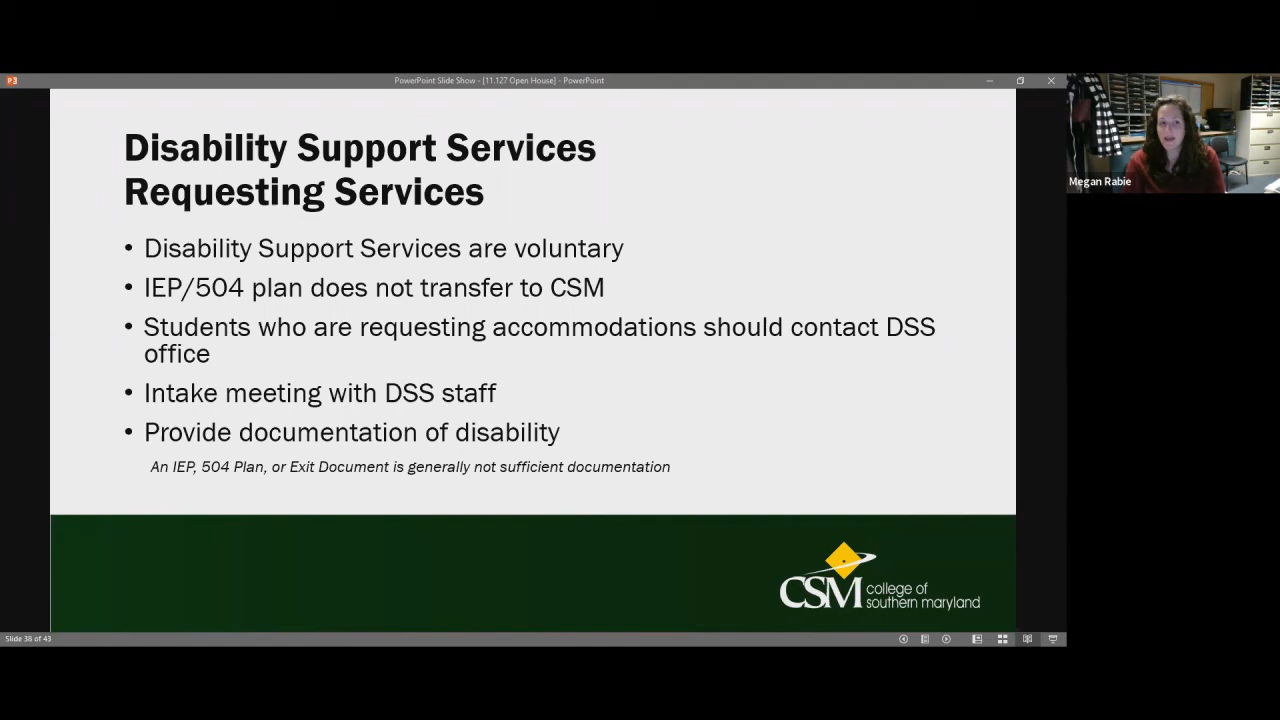 PowerPoint Slide Show - [11.127 Open House] - PowerPoint
Disability Support Services
Requesting Services
• Disability Support Services are voluntary
• IEP/504 plan does not transfer to CSM
• Students who are requesting accommodations should contact DSS
office
• Intake meeting with DSS staff
• Provide documentation of disability
An IEP, 504 Plan, or Exit Document is generally not sufficient documentation
CSM college of
southern maryland
Slide 38 of 43
Megan Rabie